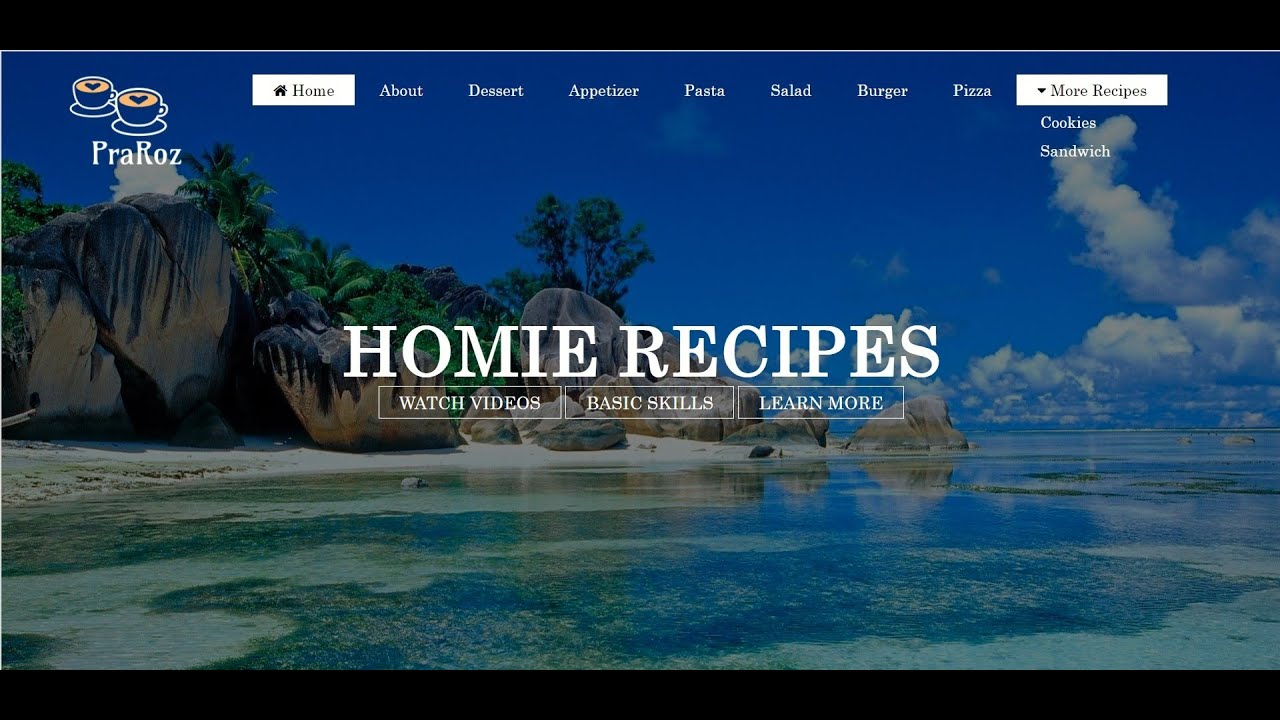 Home About Dessert Appetizer Pasta Salad Burger Pizza More Recipes
Cookies
Sandwich
PraRoz
HOMIE RECIPES
WATCH VIDEOS BASIC SKILLS LEARN MORE